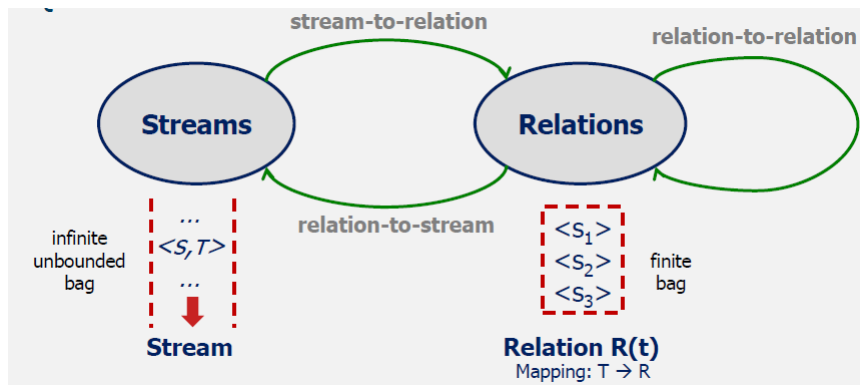 stream-to-relation
relation-to-relation
Streams
Relations
relation-to-stream
infinite
unbounded
bag
...
<S,T>
...
Stream
<s1>
<s2>
<s3>
finite
bag
Relation R(t)
Mapping: T → R